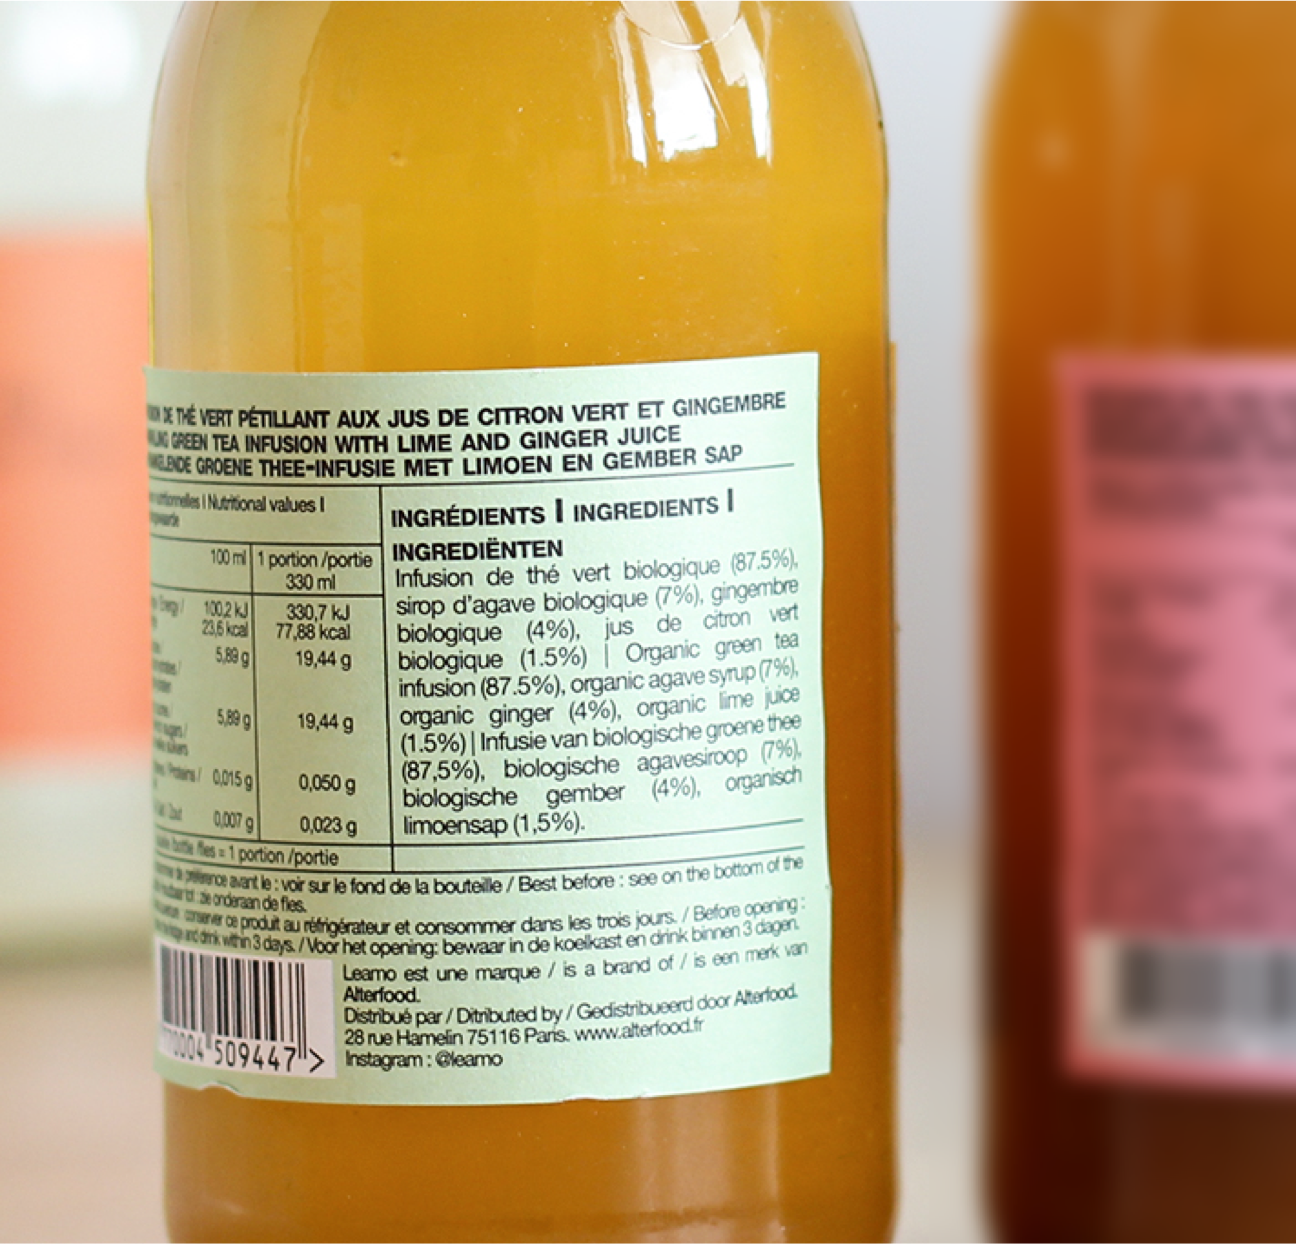 DE THÉ VERT PÉTILLANT AUX JUS DE CITRON VERT ET GINGEMBRE
GREEN TEA INFUSION WITH LIME AND GINGER JUICE
GROENE THEE-INFUSIE MET LIMOEN EN GEMBER SAP
| Nutritional values |
100 ml 1 portion /portie
330 ml
Energy / 100,2 kJ 330,7 kJ
23,6 kcal 77,88 kcal
5,89 g 19,44 g
5,89 g 19,44 g
/ Proteins / 0,015 g 0,050 g
Zout 0,007 g 0,023 g
= 1 portion /portie
INGRÉDIENTS | INGREDIENTS |
INGREDIËNTEN
Infusion de thé vert biologique (87.5%),
sirop d'agave biologique (7%), gingembre
biologique (4%), jus de citron vert
biologique (1.5%) | Organic green tea
infusion (87.5%), organic agave syrup (7%),
organic ginger (4%), organic lime juice
(1.5%) | Infusie van biologische groene thee
(87,5%), biologische agavesiroop (7%),
biologische gember (4%), organisch
limoensap (1,5%).
préférence avant le : voir sur le fond de la bouteille / Best before : see on the bottom of the
: zie onderaan de fles.
conserver ce produit au réfrigérateur et consommer dans les trois jours. / Before opening :
and drink within 3 days. / Voor het opening: bewaar in de koelkast en drink binnen 3 dagen.
Leamo est une marque / is a brand of / is een merk van
Alterfood.
Distribué par / Ditributed by / Gedistribueerd door Alterfood.
28 rue Hamelin 75116 Paris. www.alterfood.fr
Instagram : @leamo
70004 509447 >